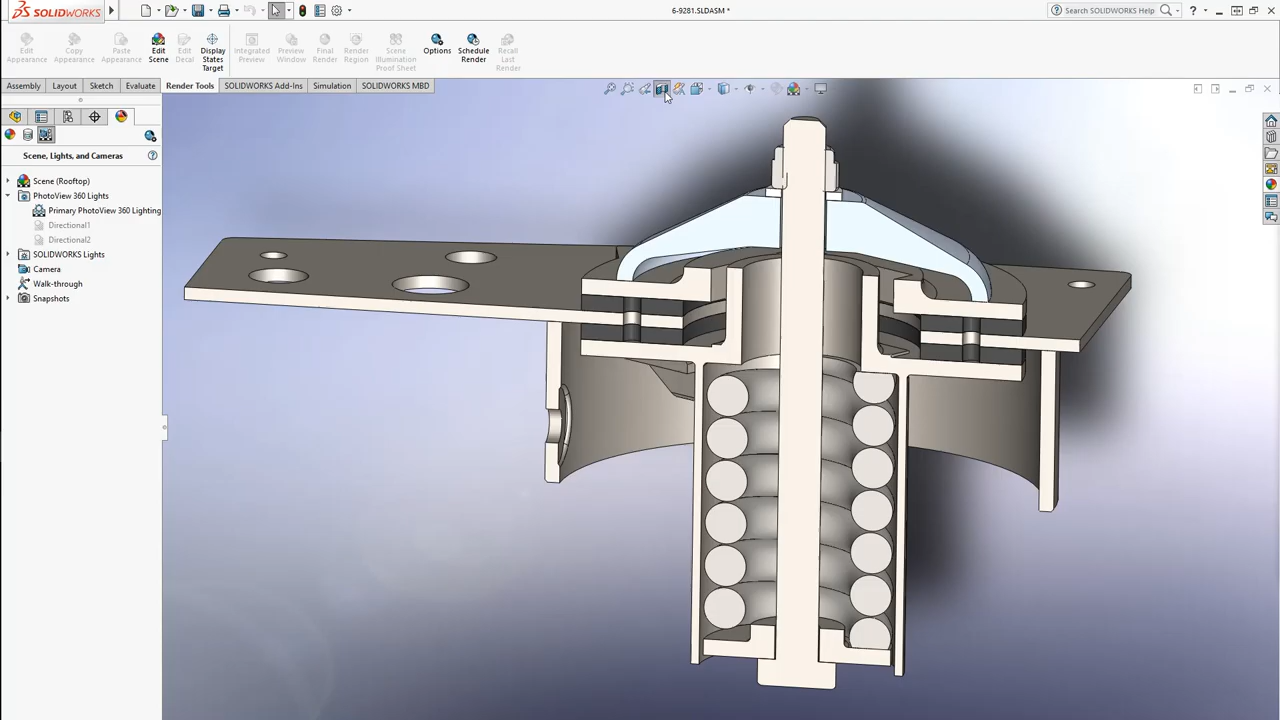 SOLIDWORKS
6-9281.SLDASM *
Search SOLIDWORKS Help
Edit Appearance
Copy Appearance
Paste Appearance
Edit Scene
Edit Decal
Display States Target
Integrated Preview
Preview Window
Final Render
Render Region
Scene Illumination Proof Sheet
Options
Schedule Render
Recall Last Render
Assembly
Layout
Sketch
Evaluate
Render Tools
SOLIDWORKS Add-Ins
Simulation
SOLIDWORKS MBD
Scene, Lights, and Cameras
Scene (Rooftop)
PhotoView 360 Lights
Primary PhotoView 360 Lighting
Directional1
Directional2
SOLIDWORKS Lights
Camera
Walk-through
Snapshots